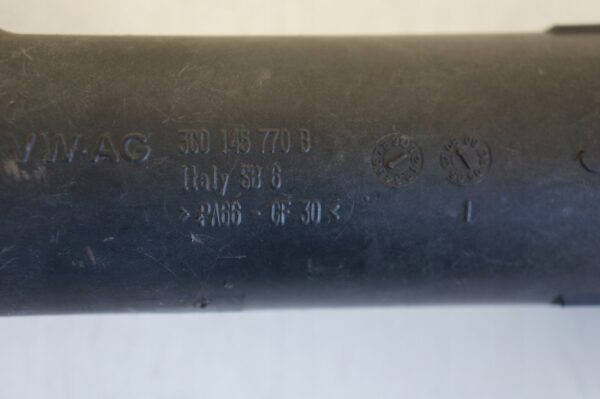 VW-AG 3C0 145 770 B
Italy SB 6
>PA66-GF 30<